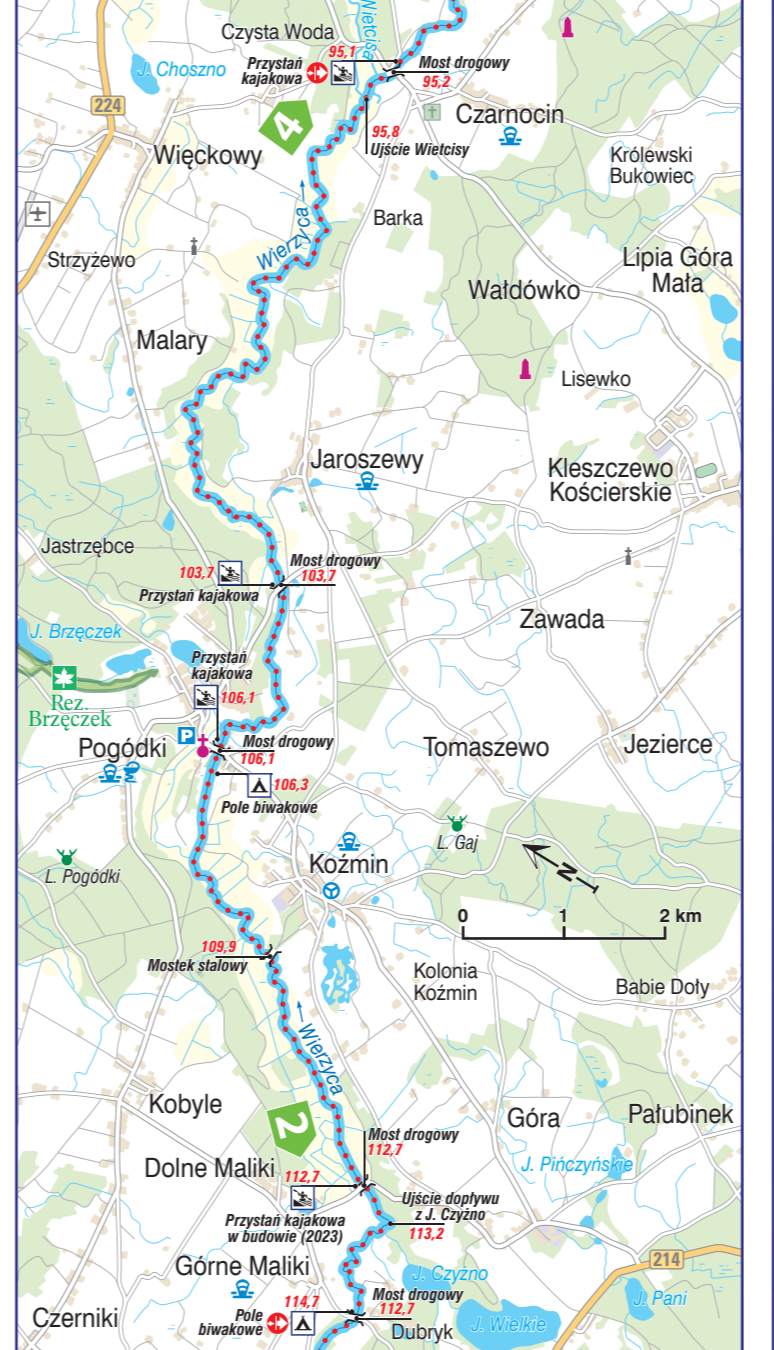 Wietcisa
Czysta Woda
95,1
Most drogowy
Przystań
kajakowa
95,2
J. Choszno
224
4
Czarnocin
95,8
Ujście Wietcisy
Więckowy
Królewski
Bukowiec
Barka
Wierzyca
Strzyżewo
Lipia Góra
Mała
Wałdówko
Malary
Lisewko
Jaroszewy
Kleszczewo
Kościerskie
Jastrzębce
Most drogowy
103,7
103,7
Przystań kajakowa
Zawada
J. Brzęczek
Przystań
kajakowa
106,1
Rez.
Brzęczek
P
Pogódki
Most drogowy
106,1
Tomaszewo
Jezierce
106,3
Pole biwakowe
L. Gaj
L. Pogódki
Koźmin
N
0 1 2 km
109,9
Mostek stalowy
Kolonia
Koźmin
Babie Doły
Wierzyca
Kobyle
2
Góra
Pałubinek
Most drogowy
112,7
Dolne Maliki
112,7
J. Pińczyńskie
Przystań kajakowa
w budowie (2023)
Ujście dopływu
z J. Czyżno
113,2
Górne Maliki
214
J. Czyżno
Most drogowy
112,7
114,7
Pole
biwakowe
J. Pani
Czerniki
Dubryk
J. Wielkie